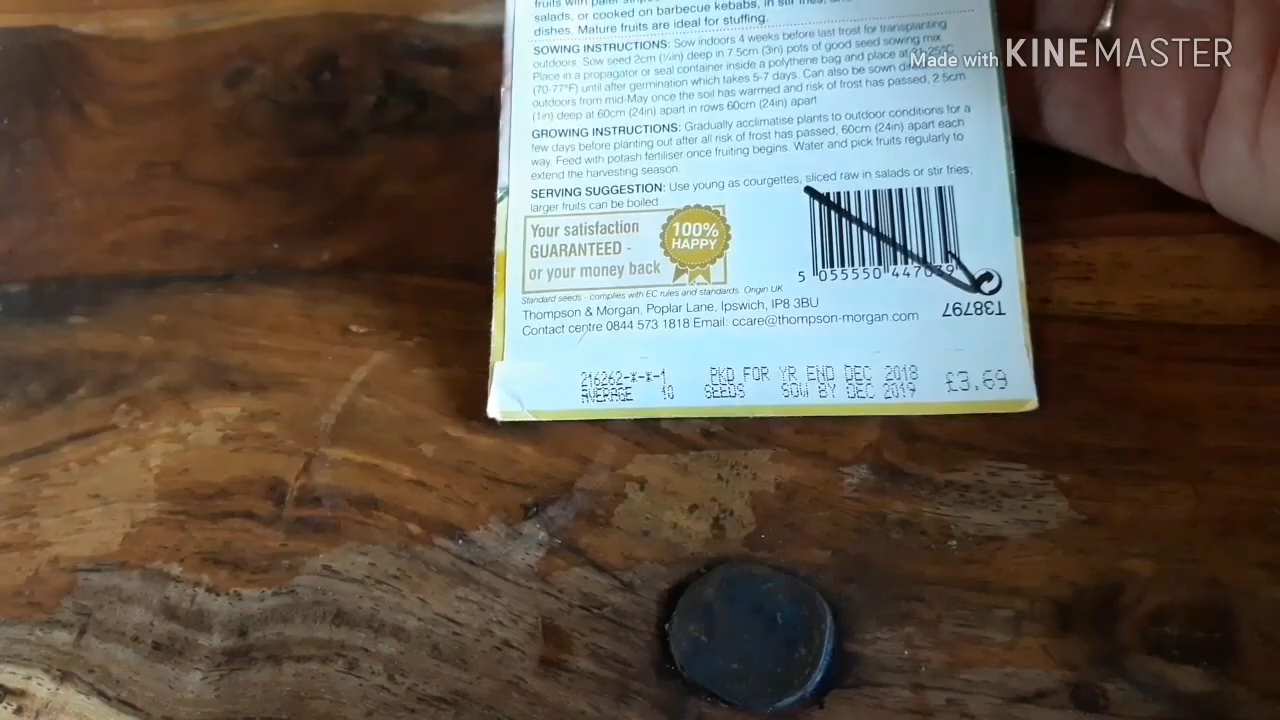 fruits with paler
salads, or cooked on barbecue kebabs, in stir fries,
dishes. Mature fruits are ideal for stuffing.
SOWING INSTRUCTIONS: Sow indoors 4 weeks before last frost for transplanting
outdoors. Sow seed 2cm (¾in) deep in 7.5cm (3in) pots of good seed sowing mix.
Place in a propagator or seal container inside a polythene bag and place at 21-25°C
(70-77°F) until after germination which takes 5-7 days. Can also be sown
outdoors from mid-May once the soil has warmed and risk of frost has passed, 2.5cm
(1in) deep at 60cm (24in) apart in rows 60cm (24in) apart
GROWING INSTRUCTIONS: Gradually acclimatise plants to outdoor conditions for a
few days before planting out after all risk of frost has passed, 60cm (24in) apart each
way. Feed with potash fertiliser once fruiting begins. Water and pick fruits regularly to
extend the harvesting season.
SERVING SUGGESTION: Use young as courgettes, sliced raw in salads or stir fries;
larger fruits can be boiled
Your satisfaction
GUARANTEED -
or your money back
100%
HAPPY
5 055550 447039
T38797
Standard seeds - complies with EC rules and standards. Origin UK
Thompson & Morgan, Poplar Lane, Ipswich, IP8 3BU
Contact centre 0844 573 1818 Email: ccare@thompson-morgan.com
216262-*-*-1 PKD FOR YR END DEC 2018
AVERAGE 10 SEEDS SOW BY DEC 2019 £3.69
Made with KINEMASTER